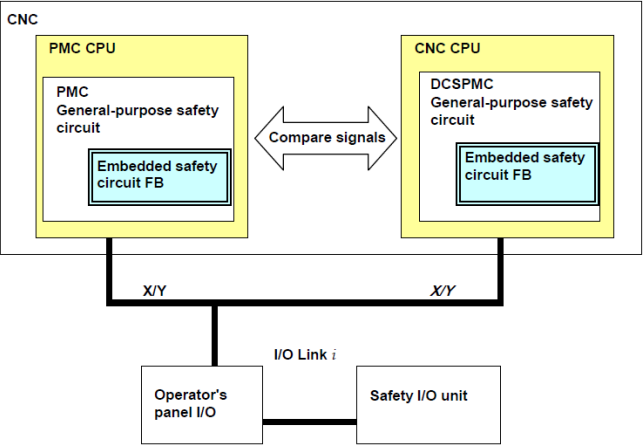 CNC
PMC CPU
PMC
General-purpose safety
circuit
Embedded safety
circuit FB
Compare signals
CNC CPU
DCSPMC
General-purpose safety
circuit
Embedded safety
circuit FB
X/Y
X/Y
I/O Link i
Operator's
panel I/O
Safety I/O unit